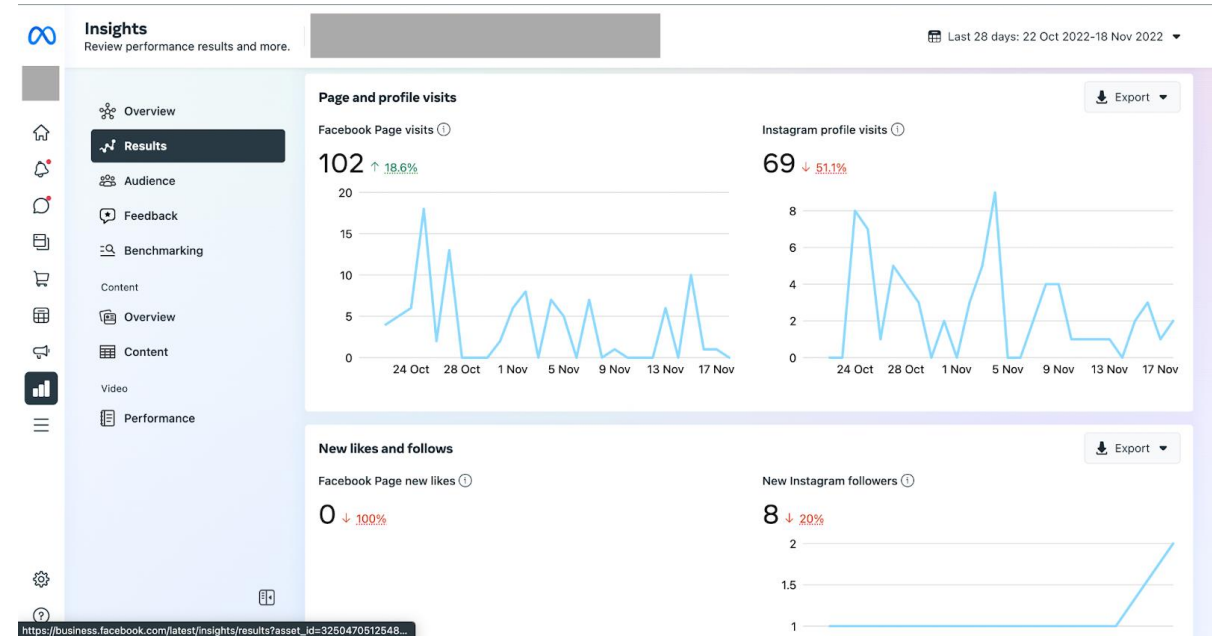 Insights
Review performance results and more.
Last 28 days: 22 Oct 2022-18 Nov 2022
Overview
Results
Audience
Feedback
Benchmarking
Content
Overview
Content
Video
Performance
Page and profile visits
Export
Facebook Page visits
102 ↑ 18.6%
20
15
10
5
0
24 Oct 28 Oct 1 Nov 5 Nov 9 Nov 13 Nov 17 Nov
Instagram profile visits
69 ↓ 51.1%
8
6
4
2
0
24 Oct 28 Oct 1 Nov 5 Nov 9 Nov 13 Nov 17 Nov
New likes and follows
Export
Facebook Page new likes
0 ↓ 100%
New Instagram followers
8 ↓ 20%
2
1.5
1
https://business.facebook.com/latest/insights/results?asset_id=3250470512548...